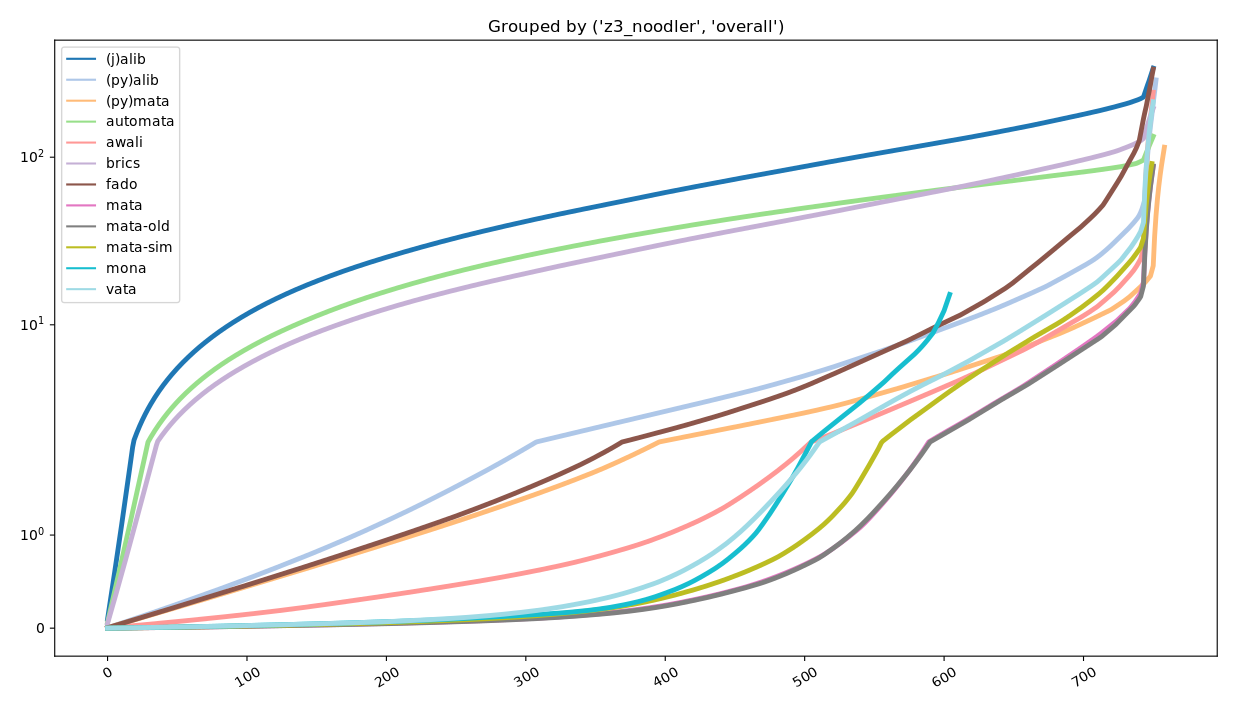 Grouped by ('z3_noodler', 'overall')
(j)alib
(py)alib
(py)mata
automata
awali
brics
fado
mata
mata-old
mata-sim
mona
vata
10²
10¹
10⁰
0
0
100
200
300
400
500
600
700